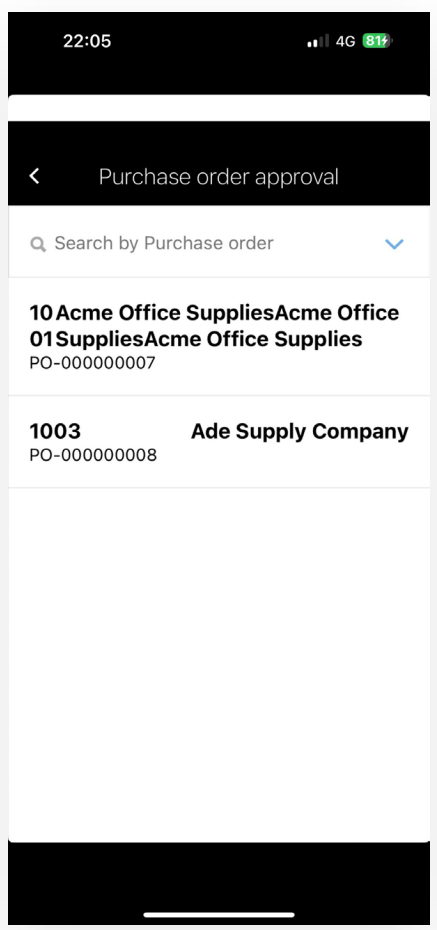 22:05
4G 81
Purchase order approval
Search by Purchase order
10 Acme Office SuppliesAcme Office
01 SuppliesAcme Office Supplies
PO-000000007
1003 Ade Supply Company
PO-000000008